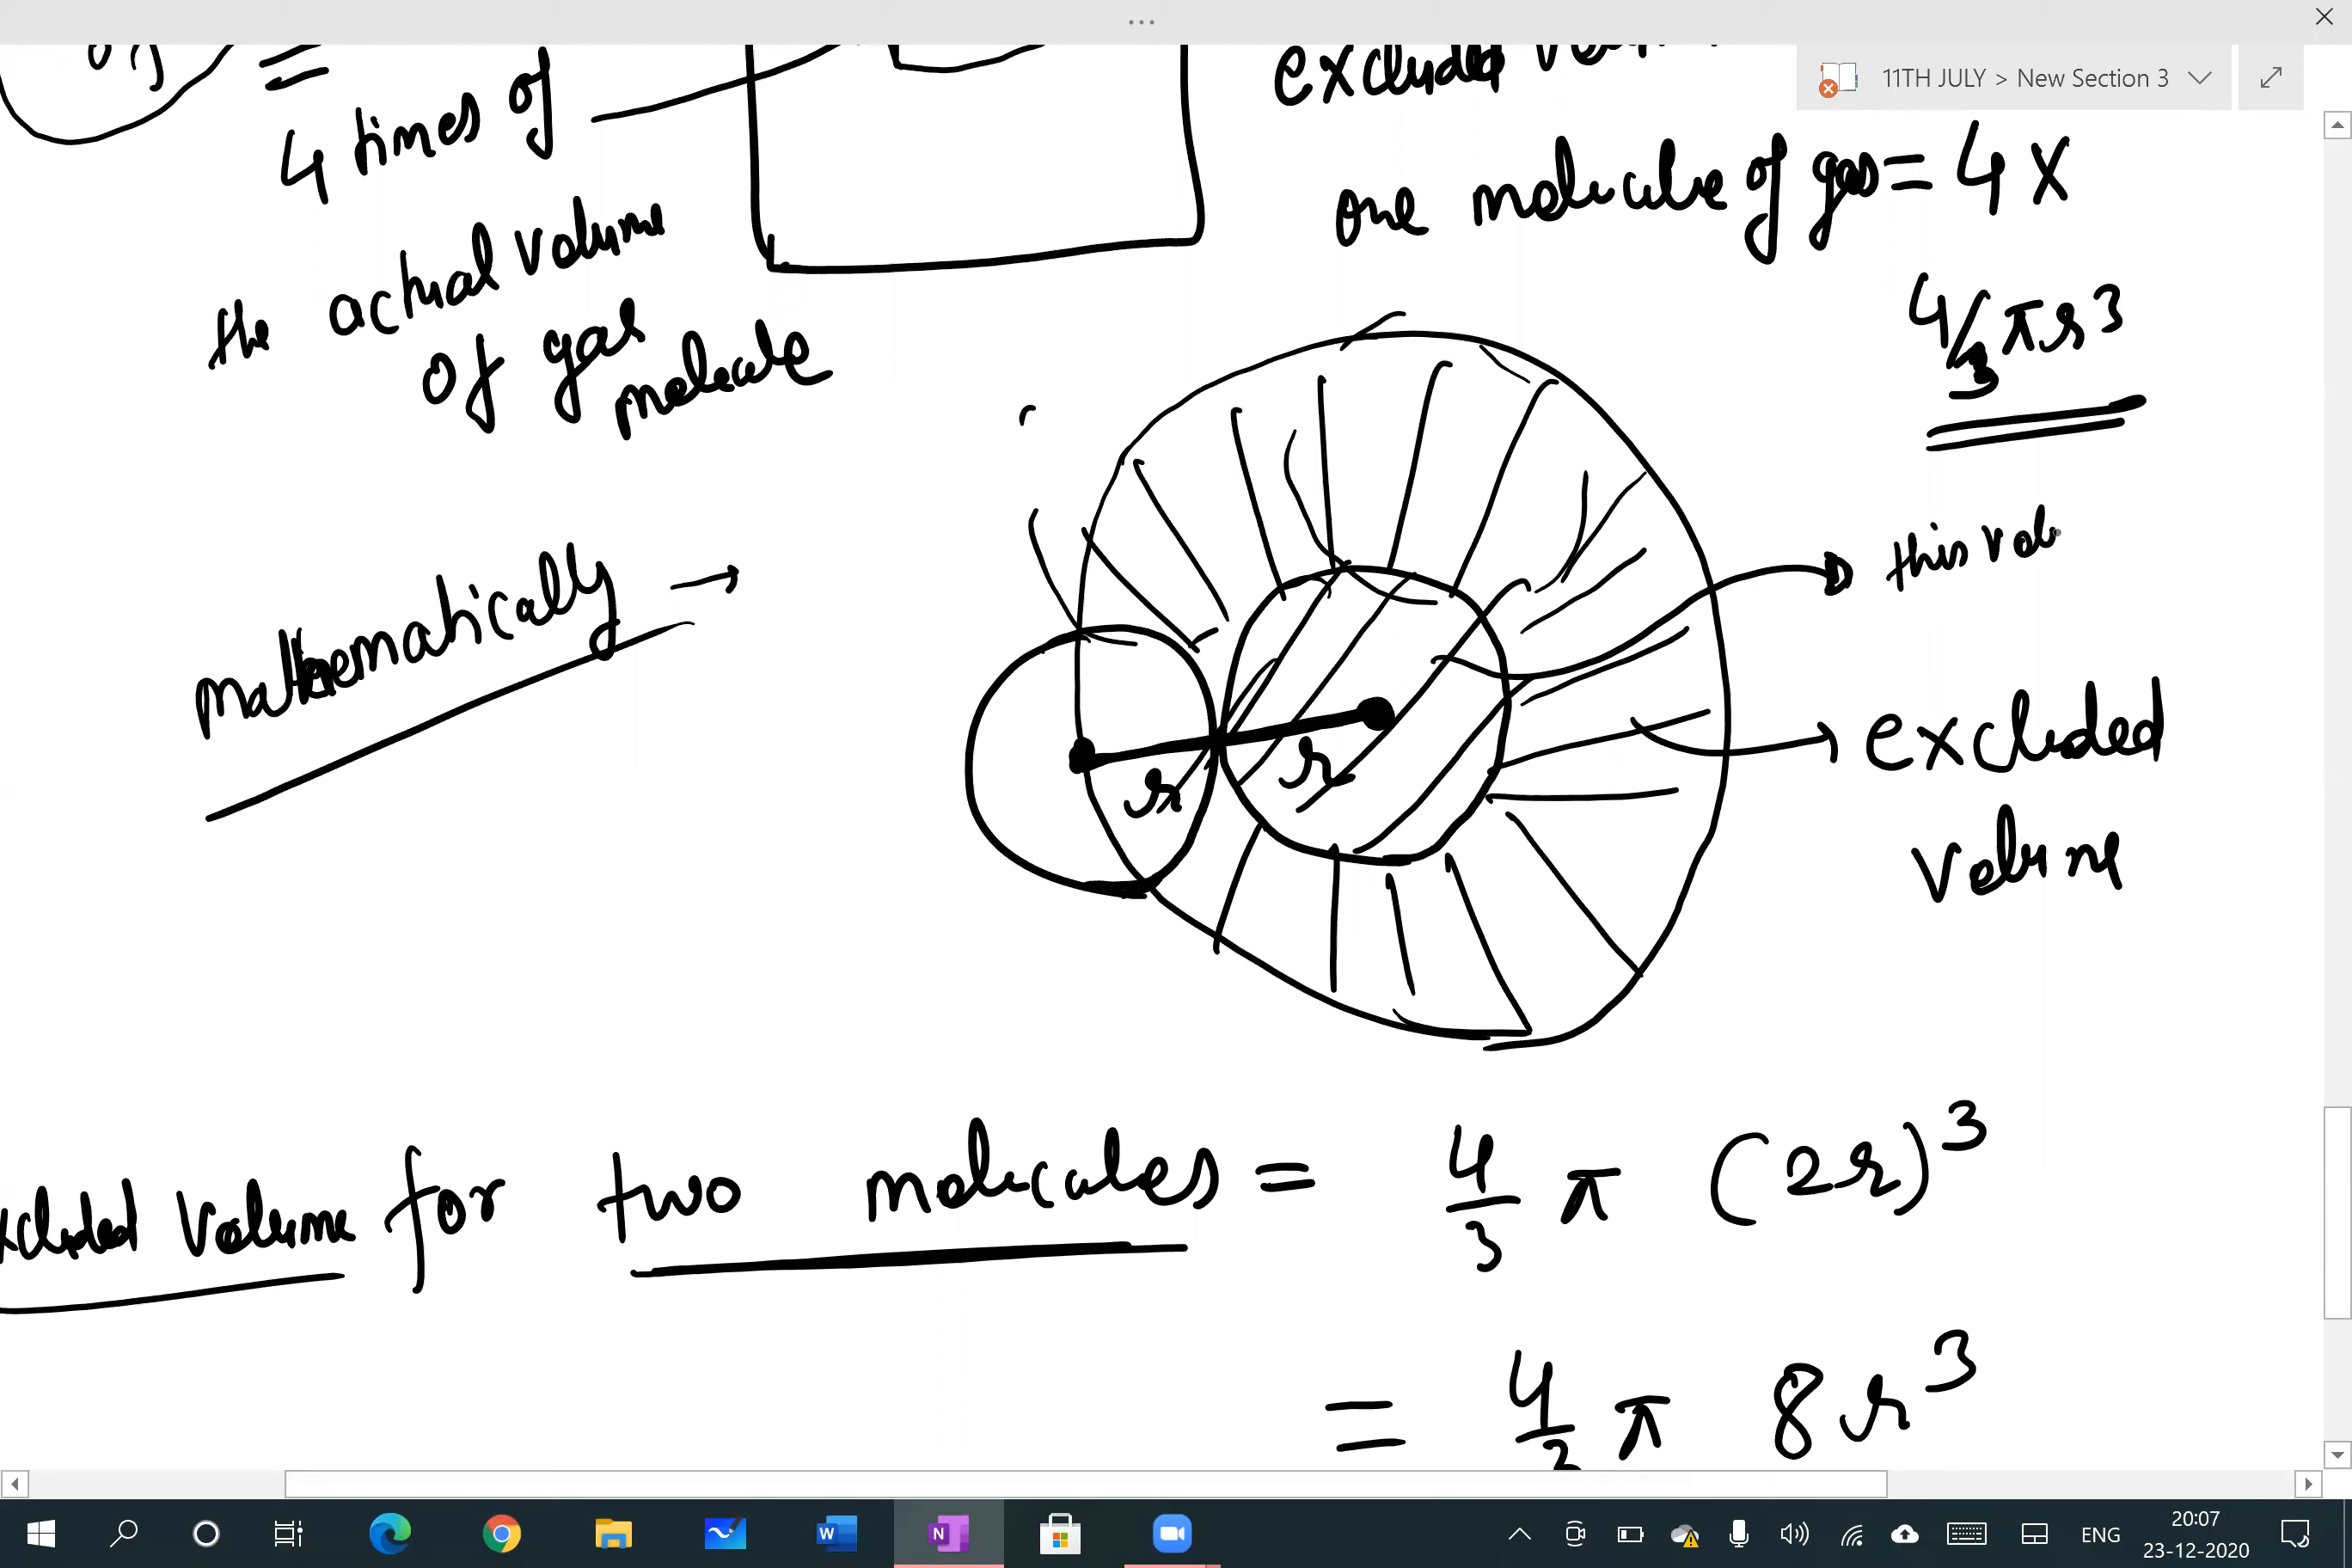 11TH JULY > New Section 3
4 times of
the actual volume
of gas
molecule
excluded
one molecule of gas = 4 x
4/3 πr³
mathematically →
r
r
this vol
excluded
volume
xcluded volume for two molecules = 4/3 π (2r)³
= 4/3 π 8r³
ENG
20:07
23-12-2020